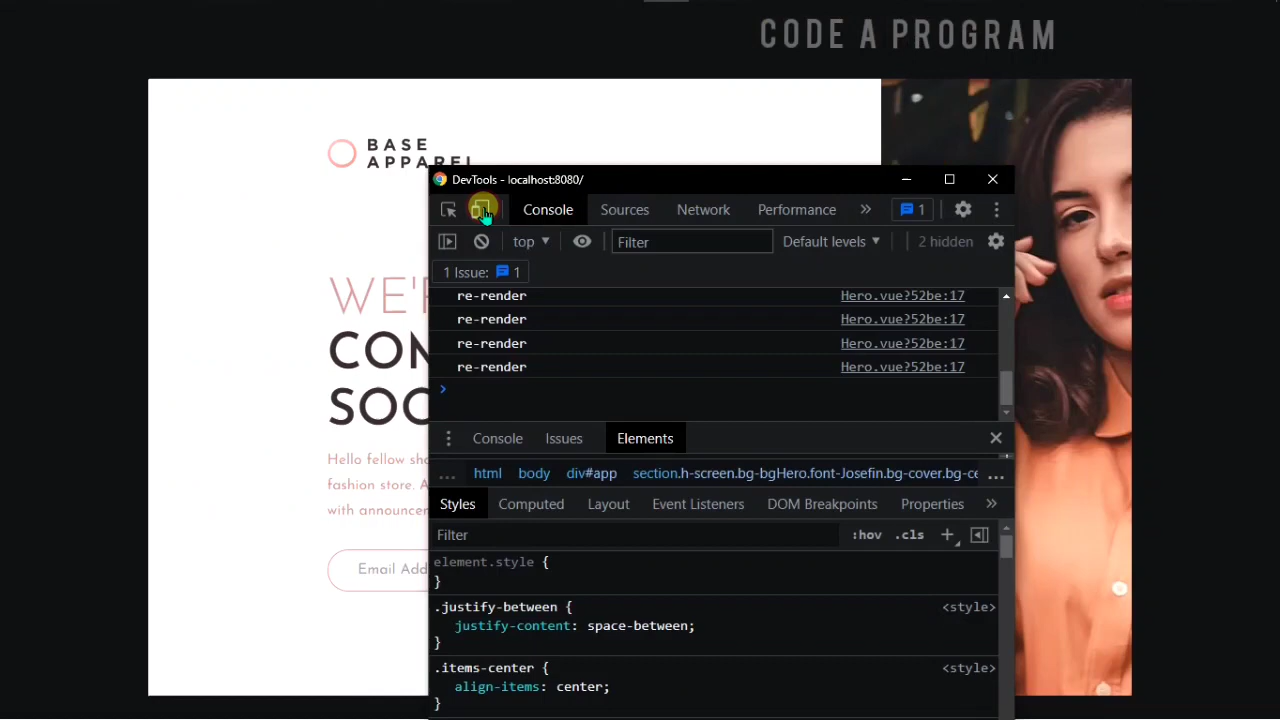 CODE A PROGRAM
BASE
APPAREL
DevTools - localhost:8080/
Console Sources Network Performance » 1
top Filter Default levels 2 hidden
1 Issue: 1
re-render Hero.vue?52be:17
re-render Hero.vue?52be:17
re-render Hero.vue?52be:17
re-render Hero.vue?52be:17
›
WE'R
CON
SOO
Hello fellow sho
fashion store. A
with announcem
Email Add
Console Issues Elements
... html body div#app section.h-screen.bg-bgHero.font-Josefin.bg-cover.bg-ce ...
Styles Computed Layout Event Listeners DOM Breakpoints Properties »
Filter :hov .cls +
element.style {
}
.justify-between { <style>
justify-content: space-between;
}
.items-center { <style>
align-items: center;
}